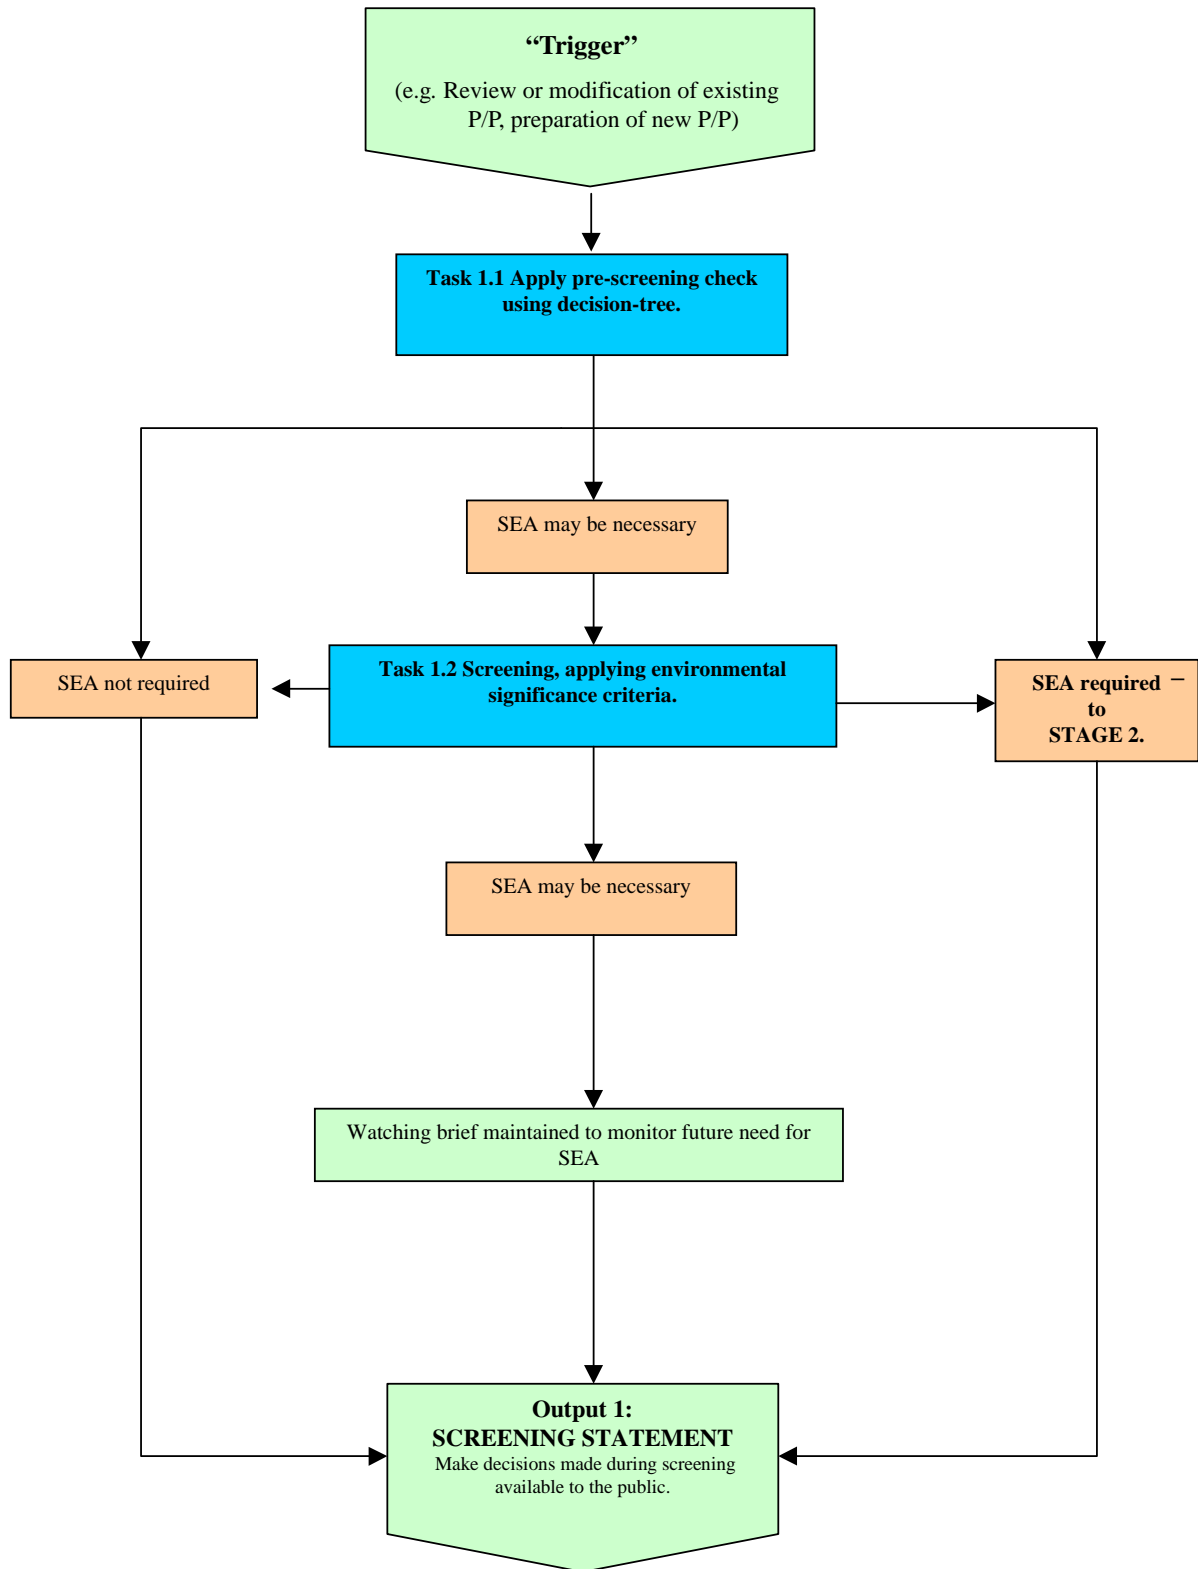 “Trigger”
(e.g. Review or modification of existing
P/P, preparation of new P/P)
Task 1.1 Apply pre-screening check
using decision-tree.
SEA may be necessary
SEA not required
Task 1.2 Screening, applying environmental
significance criteria.
SEA required –
to
STAGE 2.
SEA may be necessary
Watching brief maintained to monitor future need for
SEA
Output 1:
SCREENING STATEMENT
Make decisions made during screening
available to the public.